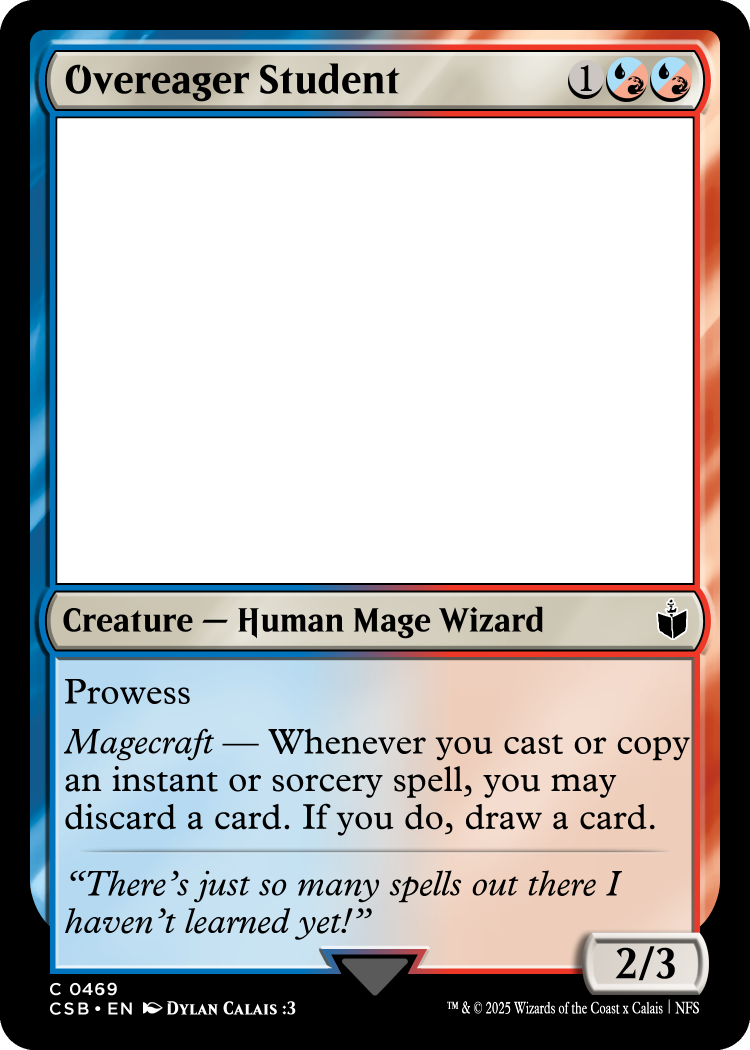 Overeager Student 1
Creature — Human Mage Wizard
Prowess
Magecraft — Whenever you cast or copy
an instant or sorcery spell, you may
discard a card. If you do, draw a card.
“There’s just so many spells out there I
haven’t learned yet!”
2/3
C 0469
CSB • EN Dylan Calais :3
™ & © 2025 Wizards of the Coast x Calais | NFS